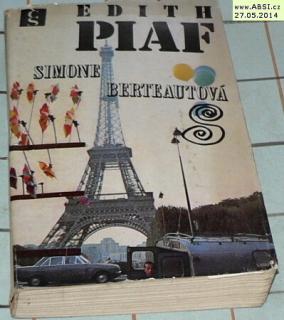 www.ABSI.cz
27.05.2014
EDITH
PIAF
SIMONE
BERTEAUTOVÁ